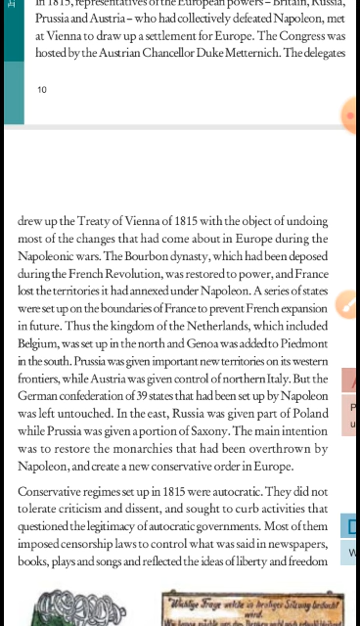 In 1815, representatives of the European powers – Britain, Russia,
Prussia and Austria – who had collectively defeated Napoleon, met
at Vienna to draw up a settlement for Europe. The Congress was
hosted by the Austrian Chancellor Duke Metternich. The delegates
10
drew up the Treaty of Vienna of 1815 with the object of undoing
most of the changes that had come about in Europe during the
Napoleonic wars. The Bourbon dynasty, which had been deposed
during the French Revolution, was restored to power, and France
lost the territories it had annexed under Napoleon. A series of states
were set up on the boundaries of France to prevent French expansion
in future. Thus the kingdom of the Netherlands, which included
Belgium, was set up in the north and Genoa was added to Piedmont
in the south. Prussia was given important new territories on its western
frontiers, while Austria was given control of northern Italy. But the
German confederation of 39 states that had been set up by Napoleon
was left untouched. In the east, Russia was given part of Poland
while Prussia was given a portion of Saxony. The main intention
was to restore the monarchies that had been overthrown by
Napoleon, and create a new conservative order in Europe.
Conservative regimes set up in 1815 were autocratic. They did not
tolerate criticism and dissent, and sought to curb activities that
questioned the legitimacy of autocratic governments. Most of them
imposed censorship laws to control what was said in newspapers,
books, plays and songs and reflected the ideas of liberty and freedom
P
u
W
"Wichtige Frage welche in heutiger Sitzung bedacht
wird.